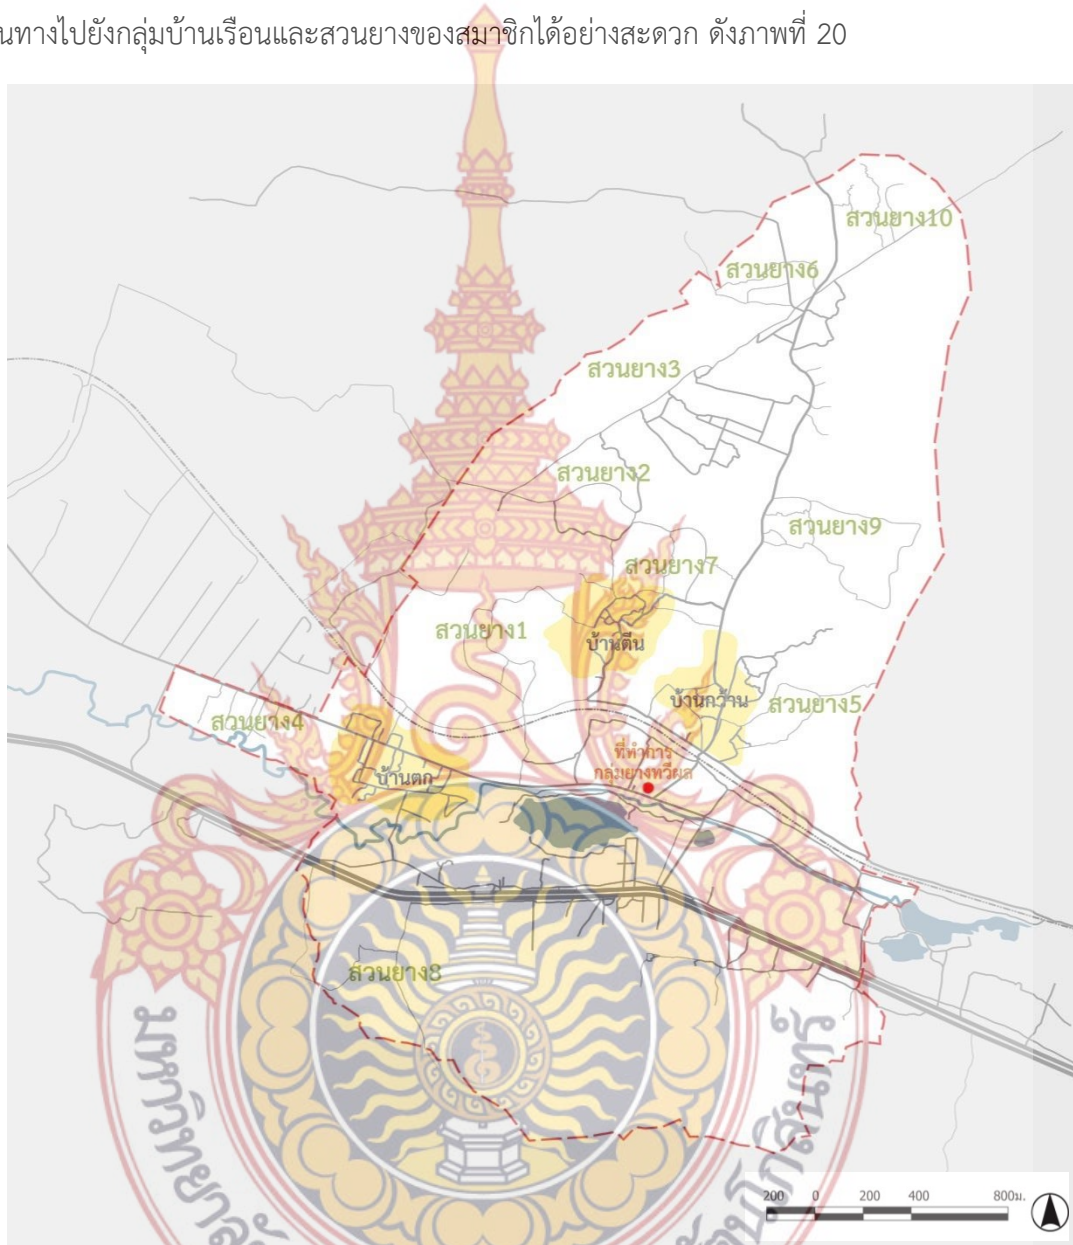 นทางไปยังกลุ่มบ้านเรือนและสวนยางของสมาชิกได้อย่างสะดวก ดังภาพที่ 20
สวนยาง10
สวนยาง6
สวนยาง3
สวนยาง2
สวนยาง9
สวนยาง7
สวนยาง1
บ้านตีน
บ้านกว้าน
สวนยาง5
สวนยาง4
ที่ทำการ
กลุ่มยางทวีผล
บ้านตก
สวนยาง8
200 0 200 400 800ม.